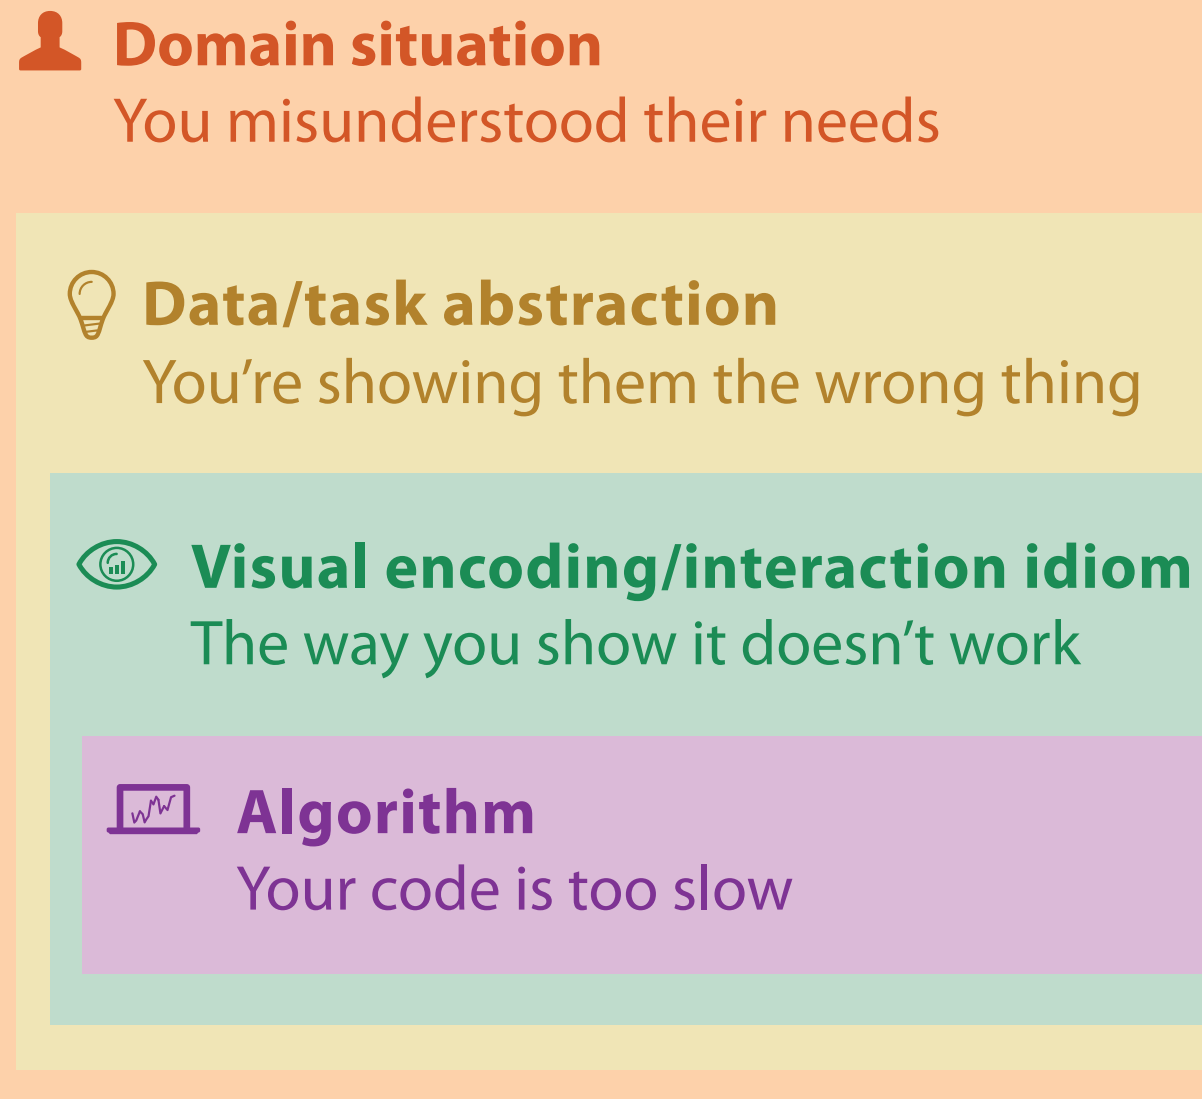 Domain situation
You misunderstood their needs
Data/task abstraction
You’re showing them the wrong thing
Visual encoding/interaction idiom
The way you show it doesn’t work
Algorithm
Your code is too slow